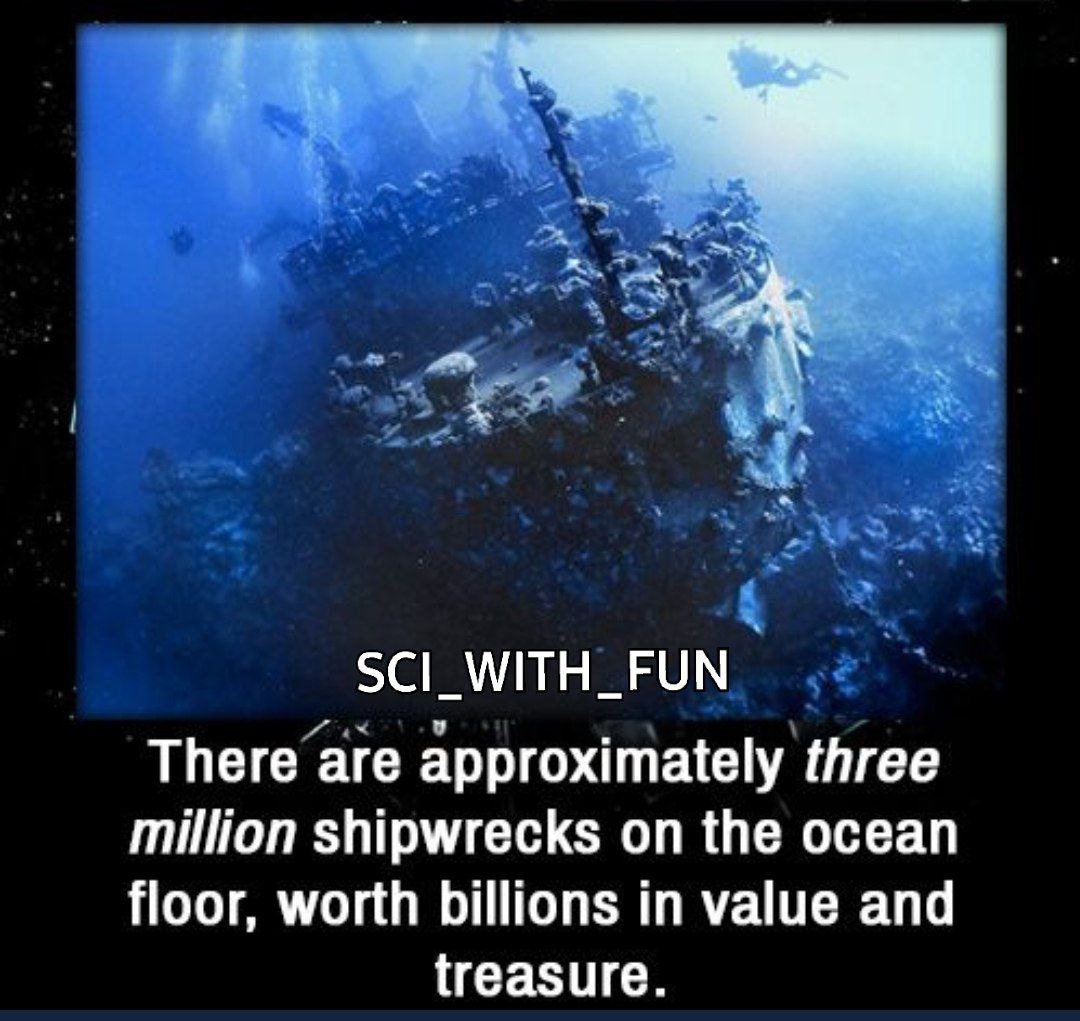 SCI_WITH_FUN
There are approximately three
million shipwrecks on the ocean
floor, worth billions in value and
treasure.